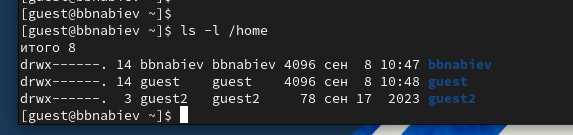 [guest@bbnabiev ~]$
[guest@bbnabiev ~]$
[guest@bbnabiev ~]$ ls -l /home
итого 8
drwx------. 14 bbnabiev bbnabiev 4096 сен  8 10:47 bbnabiev
drwx------. 14 guest    guest    4096 сен  8 10:48 guest
drwx------.  3 guest2   guest2     78 сен 17  2023 guest2
[guest@bbnabiev ~]$